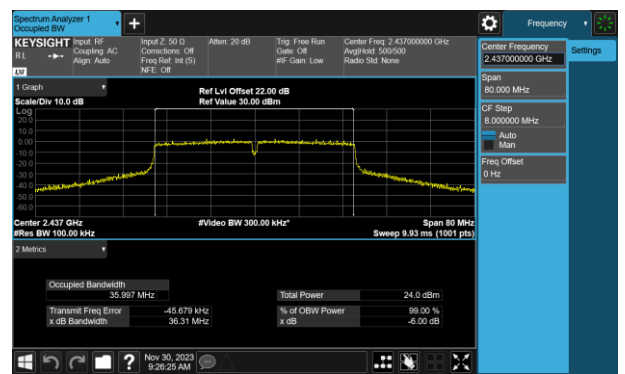 Spectrum Analyzer 1
Occupied BW
Frequency
KEYSIGHT
RL
Input: RF
Coupling: AC
Align: Auto
Input Z: 50 Ω
Corrections: Off
Freq Ref: Int (S)
NFE: Off
Atten: 20 dB
Trig: Free Run
Gate: Off
#IF Gain: Low
Center Freq: 2.437000000 GHz
Avg|Hold: 500/500
Radio Std: None
LXI
Center Frequency
2.437000000 GHz
Settings
Span
80.000 MHz
CF Step
8.000000 MHz
Auto
Man
Freq Offset
0 Hz
1 Graph
Scale/Div 10.0 dB
Ref Lvl Offset 22.00 dB
Ref Value 30.00 dBm
Log
20.0
10.0
0.00
-10.0
-20.0
-30.0
-40.0
-50.0
-60.0
Center 2.437 GHz
#Res BW 100.00 kHz
#Video BW 300.00 kHz*
Span 80 MHz
Sweep 9.93 ms (1001 pts)
2 Metrics
Occupied Bandwidth
35.997 MHz
Total Power 24.0 dBm
Transmit Freq Error -45.679 kHz
% of OBW Power 99.00 %
x dB Bandwidth 36.31 MHz
x dB -6.00 dB
?
Nov 30, 2023
9:26:25 AM